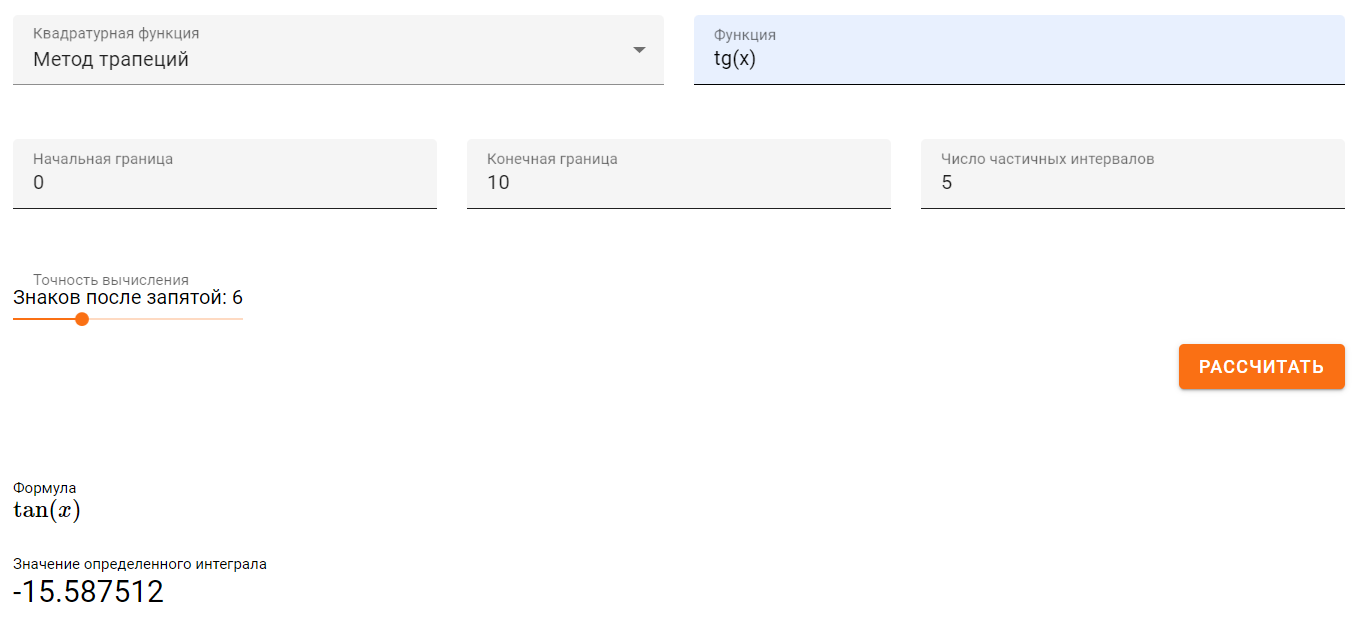 Квадратурная функция
Метод трапеций
Функция
tg(x)
Начальная граница
0
Конечная граница
10
Число частичных интервалов
5
Точность вычисления
Знаков после запятой: 6
РАССЧИТАТЬ
Формула
tan(x)
Значение определенного интеграла
-15.587512